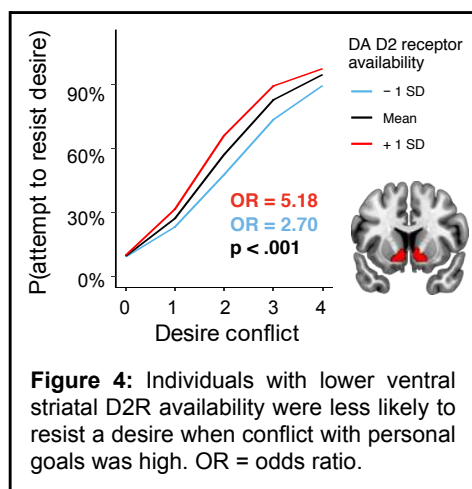 DA D2 receptor
availability
− 1 SD
Mean
+ 1 SD
P(attempt to resist desire)
90%
60%
30%
0%
OR = 5.18
OR = 2.70
p < .001
0 1 2 3 4
Desire conflict
Figure 4: Individuals with lower ventral
striatal D2R availability were less likely to
resist a desire when conflict with personal
goals was high. OR = odds ratio.